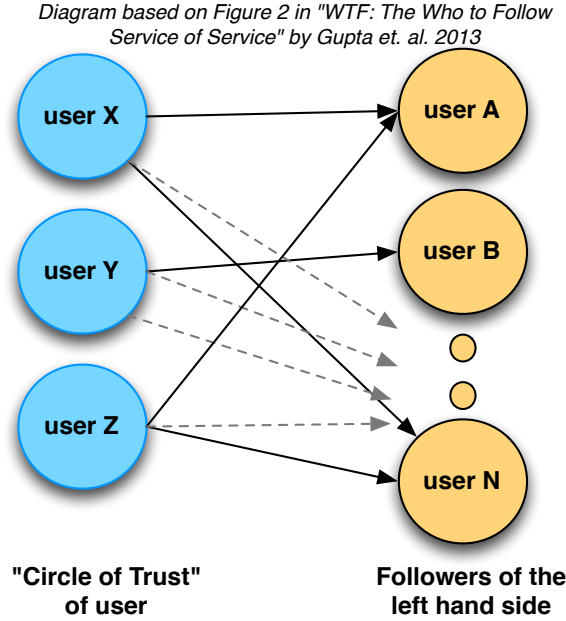 Diagram based on Figure 2 in "WTF: The Who to Follow
Service of Service" by Gupta et. al. 2013
user X
user A
user Y
user B
user Z
user N
"Circle of Trust"
of user
Followers of the
left hand side